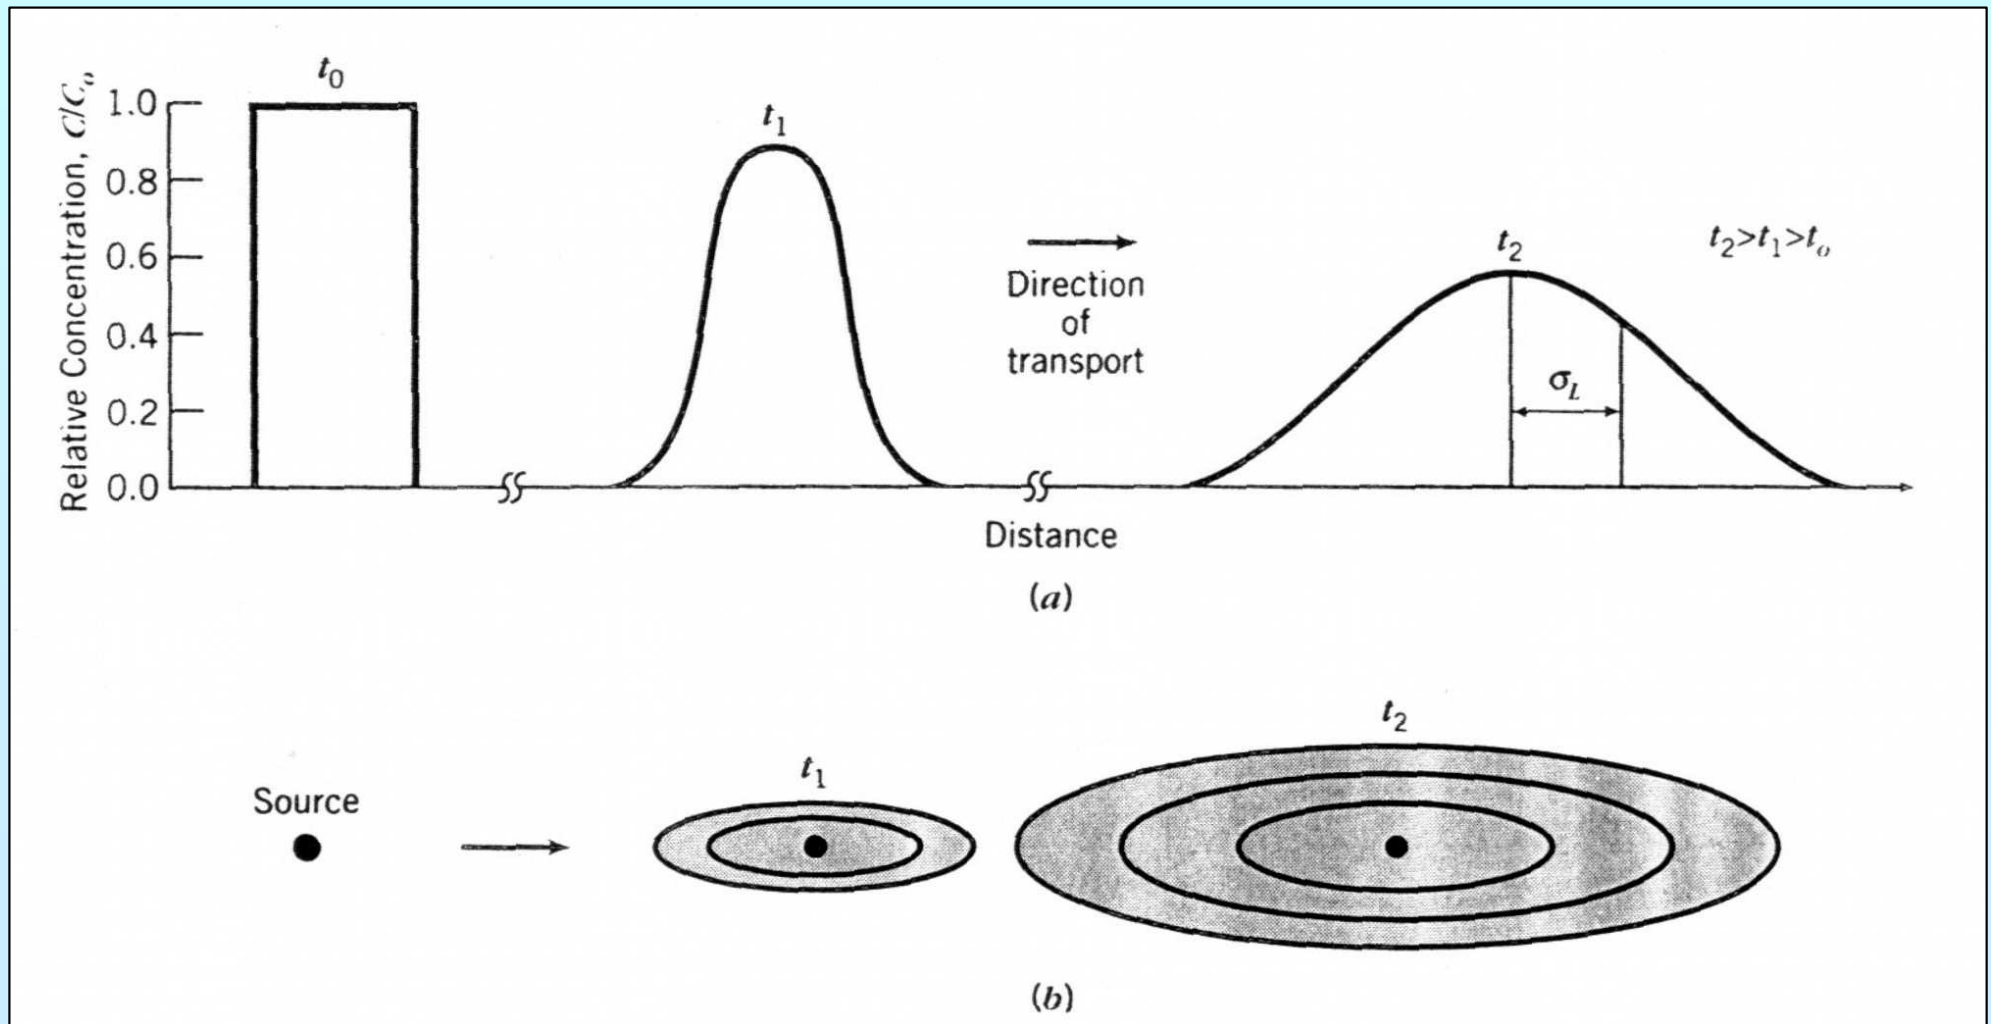 t₀
Relative Concentration, C/Cₒ
1.0
0.8
0.6
0.4
0.2
0.0
t₁
Direction
of
transport
t₂
t₂>t₁>tₒ
σ_L
Distance
(a)
Source
t₁
t₂
(b)